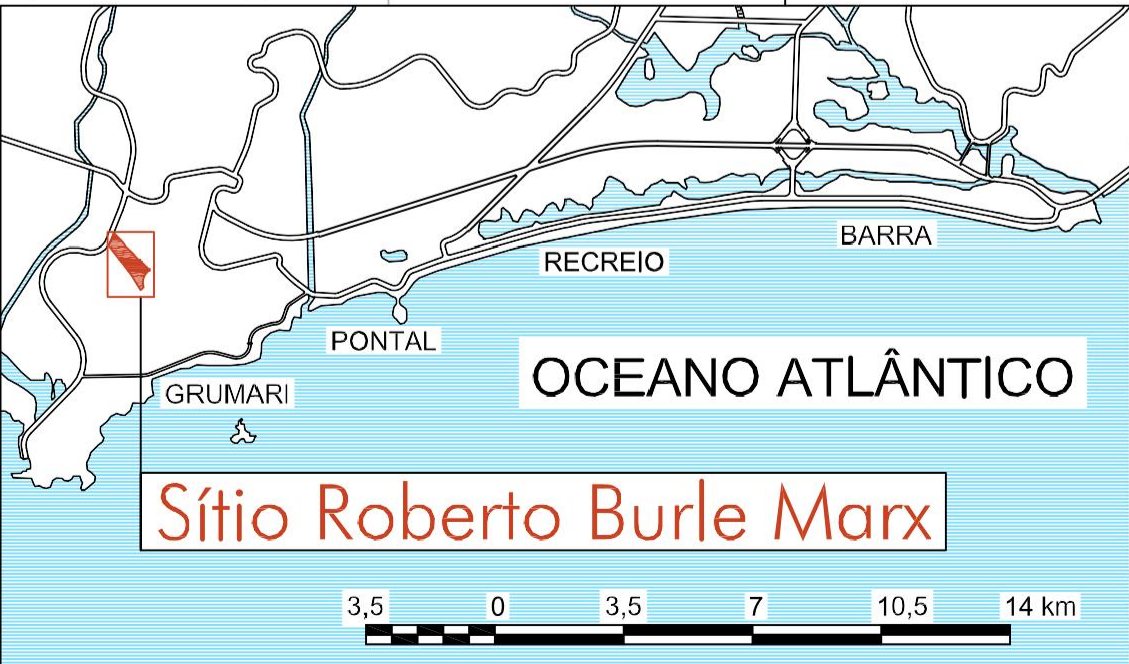 BARRA
RECREIO
PONTAL
OCEANO ATLÂNTICO
GRUMARI
Sítio Roberto Burle Marx
3,5 0 3,5 7 10,5 14 km